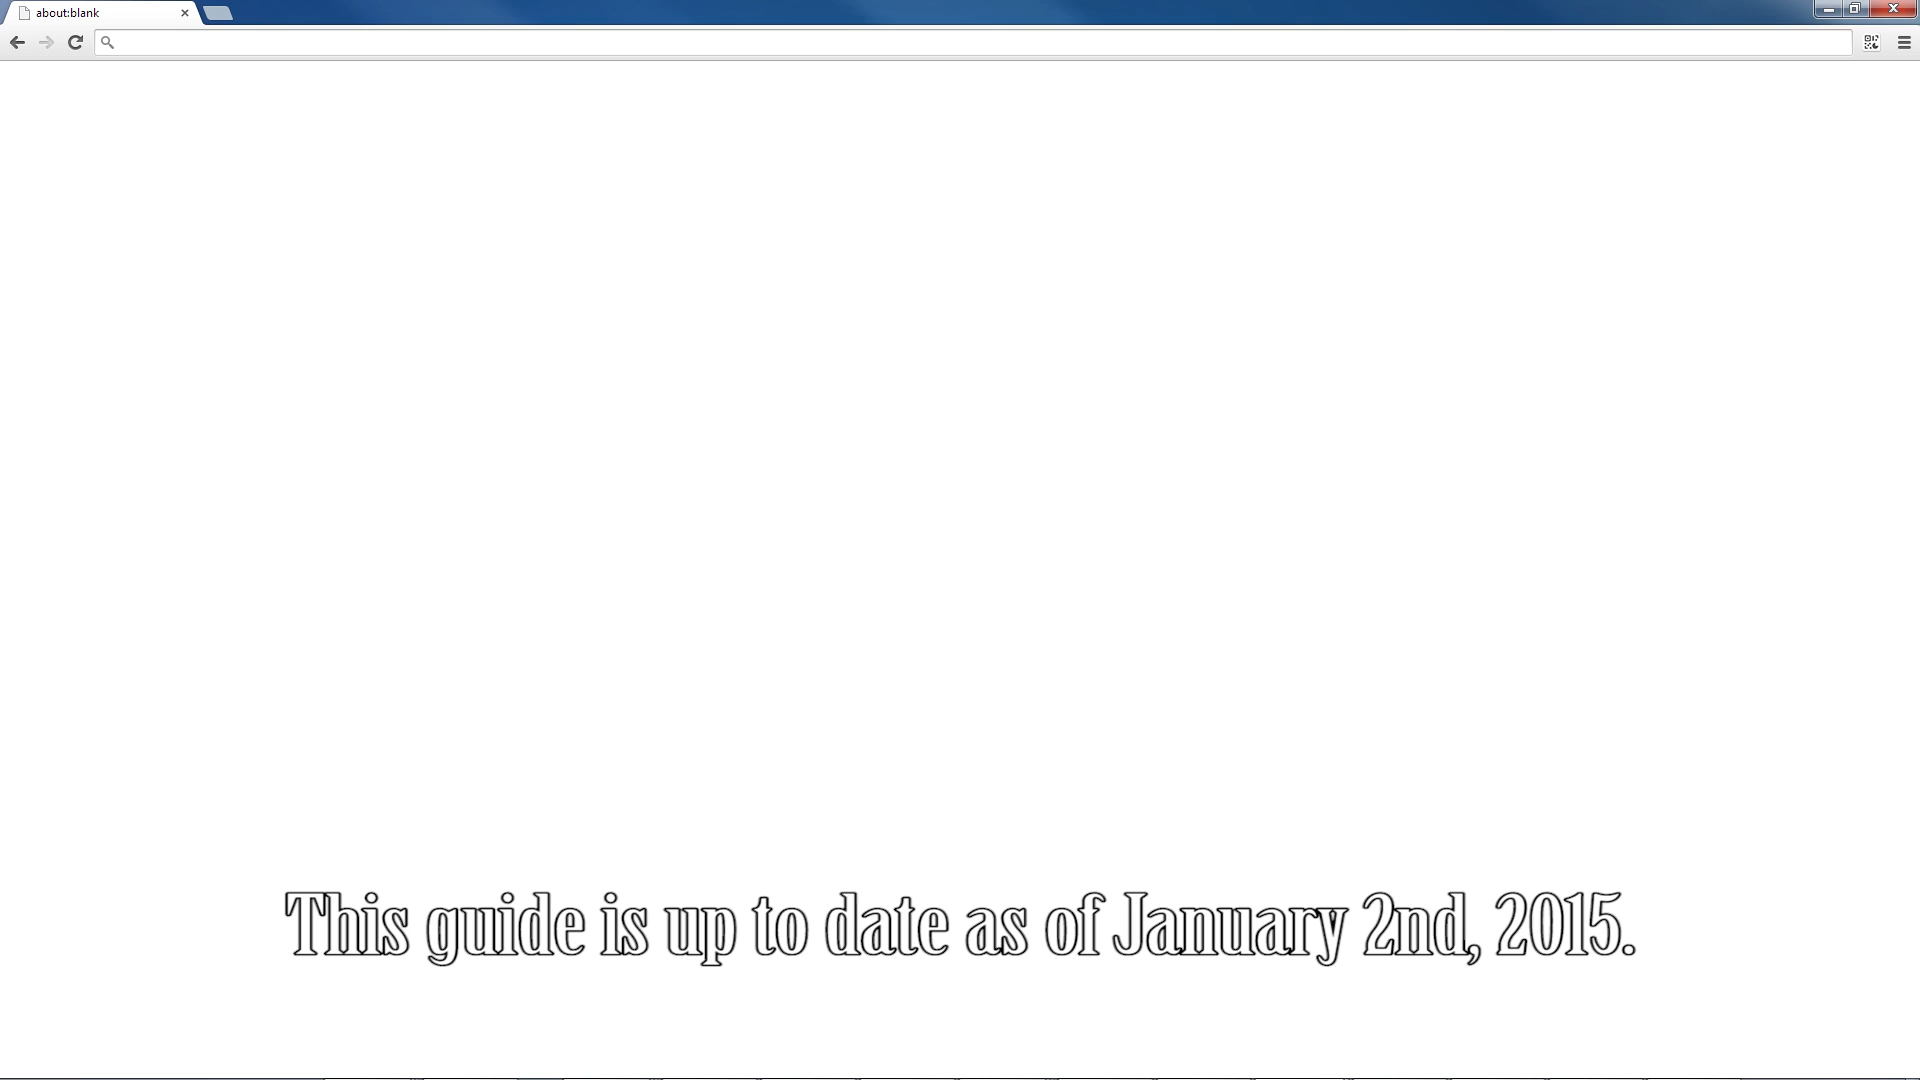 about:blank
This guide is up to date as of January 2nd, 2015.